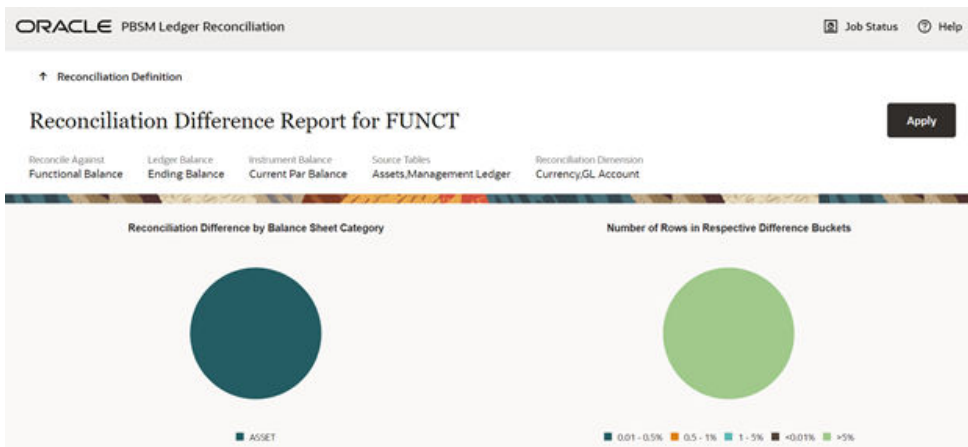 ORACLE PBSM Ledger Reconciliation Job Status Help
Reconciliation Definition
Reconciliation Difference Report for FUNCT
Apply
Reconcile Against Ledger Balance Instrument Balance Source Tables Reconciliation Dimension
Functional Balance Ending Balance Current Par Balance Assets,Management Ledger Currency,GL Account
Reconciliation Difference by Balance Sheet Category Number of Rows in Respective Difference Buckets
ASSET 0.01 - 0.5% 0.5 - 1% 1 - 5% <0.01% >5%